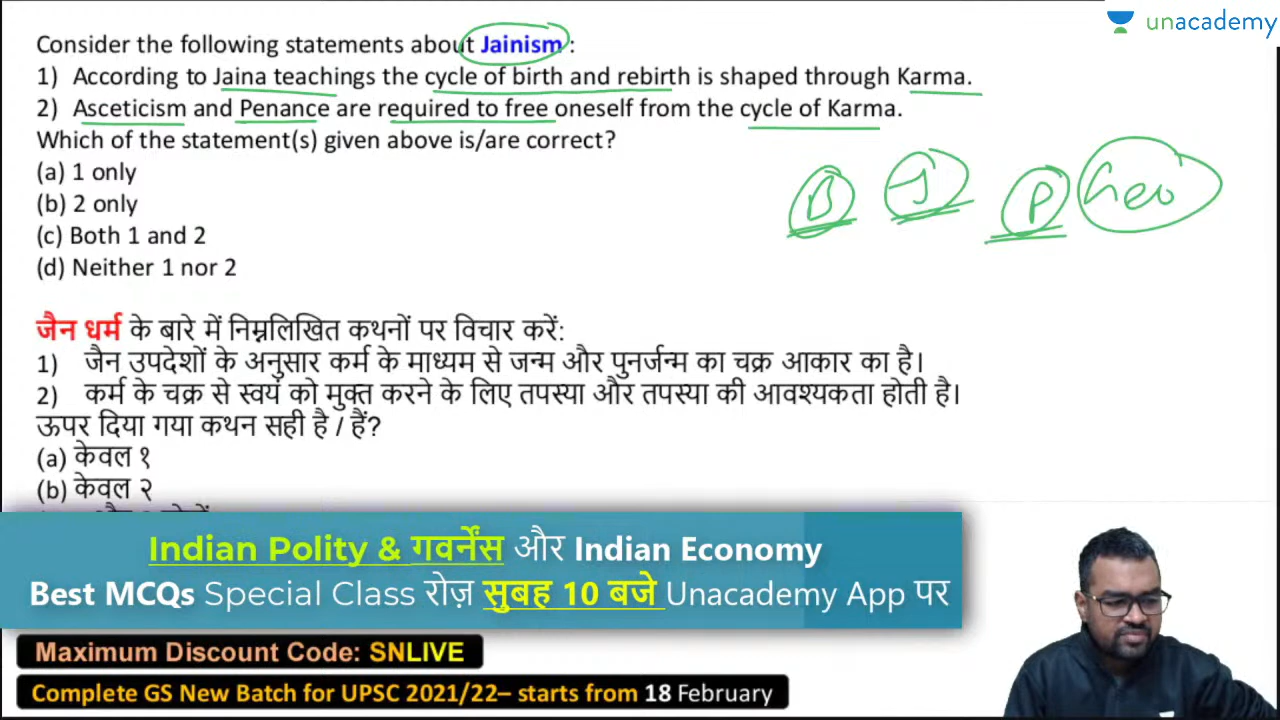 unacademy
Consider the following statements about Jainism :
1) According to Jaina teachings the cycle of birth and rebirth is shaped through Karma.
2) Asceticism and Penance are required to free oneself from the cycle of Karma.
Which of the statement(s) given above is/are correct?
(a) 1 only
(b) 2 only
(c) Both 1 and 2
(d) Neither 1 nor 2
B J P
जैन धर्म के बारे में निम्नलिखित कथनों पर विचार करें:
1) जैन उपदेशों के अनुसार कर्म के माध्यम से जन्म और पुनर्जन्म का चक्र आकार का है।
2) कर्म के चक्र से स्वयं को मुक्त करने के लिए तपस्या और तपस्या की आवश्यकता होती है।
ऊपर दिया गया कथन सही है / हैं?
(a) केवल १
(b) केवल २
Indian Polity & गवर्नेंस और Indian Economy
Best MCQs Special Class रोज़ सुबह 10 बजे Unacademy App पर
Maximum Discount Code: SNLIVE
Complete GS New Batch for UPSC 2021/22– starts from 18 February